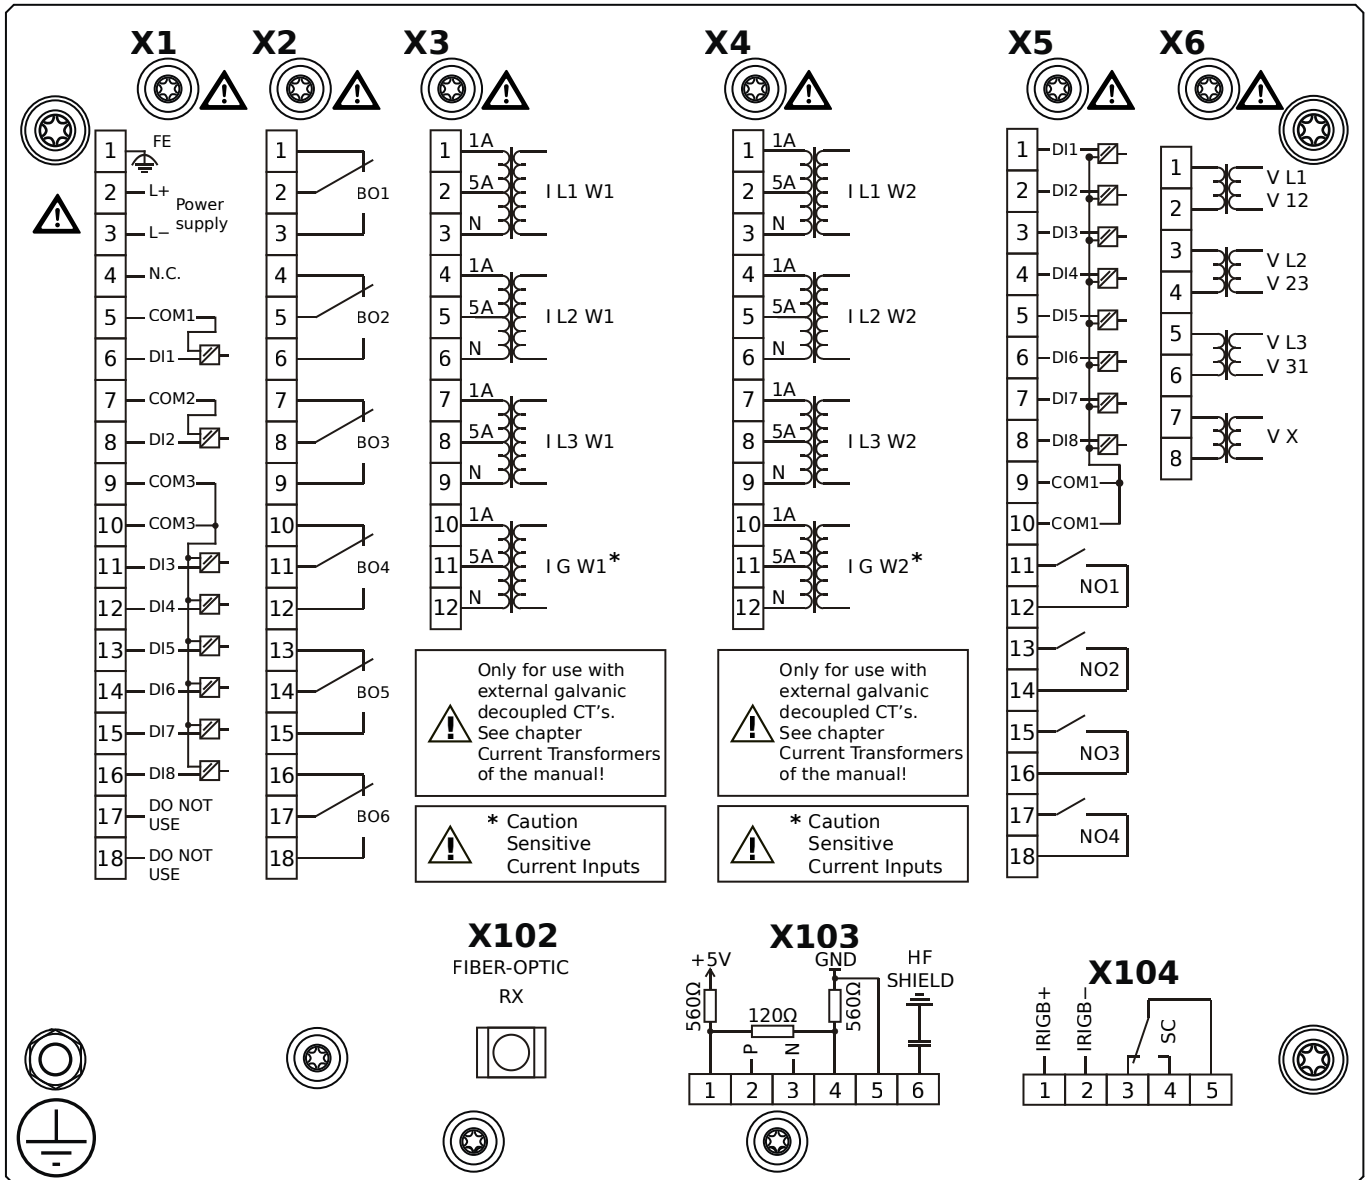 X1
X2
X3
X4
X5
X6
1 FE
2 L+
Power
supply
3 L−
4 N.C.
5 COM1
6 DI1
7 COM2
8 DI2
9 COM3
10 COM3
11 DI3
12 DI4
13 DI5
14 DI6
15 DI7
16 DI8
17 DO NOT
USE
18 DO NOT
USE
1
2 BO1
3
4
5 BO2
6
7
8 BO3
9
10
11 BO4
12
13
14 BO5
15
16
17 BO6
18
1 1A
2 5A I L1 W1
3 N
4 1A
5 5A I L2 W1
6 N
7 1A
8 5A I L3 W1
9 N
10 1A
11 5A I G W1*
12 N
Only for use with
external galvanic
decoupled CT's.
See chapter
Current Transformers
of the manual!
* Caution
Sensitive
Current Inputs
1 1A
2 5A I L1 W2
3 N
4 1A
5 5A I L2 W2
6 N
7 1A
8 5A I L3 W2
9 N
10 1A
11 5A I G W2*
12 N
Only for use with
external galvanic
decoupled CT's.
See chapter
Current Transformers
of the manual!
* Caution
Sensitive
Current Inputs
1 DI1
2 DI2
3 DI3
4 DI4
5 DI5
6 DI6
7 DI7
8 DI8
9 COM1
10 COM1
11
NO1
12
13
NO2
14
15
NO3
16
17
NO4
18
1 V L1
2 V 12
3 V L2
4 V 23
5 V L3
6 V 31
7
V X
8
X102
FIBER-OPTIC
RX
X103
+5V
GND
HF
SHIELD
560Ω
120Ω
560Ω
P
N
1 2 3 4 5 6
X104
IRIGB+
IRIGB−
SC
1 2 3 4 5